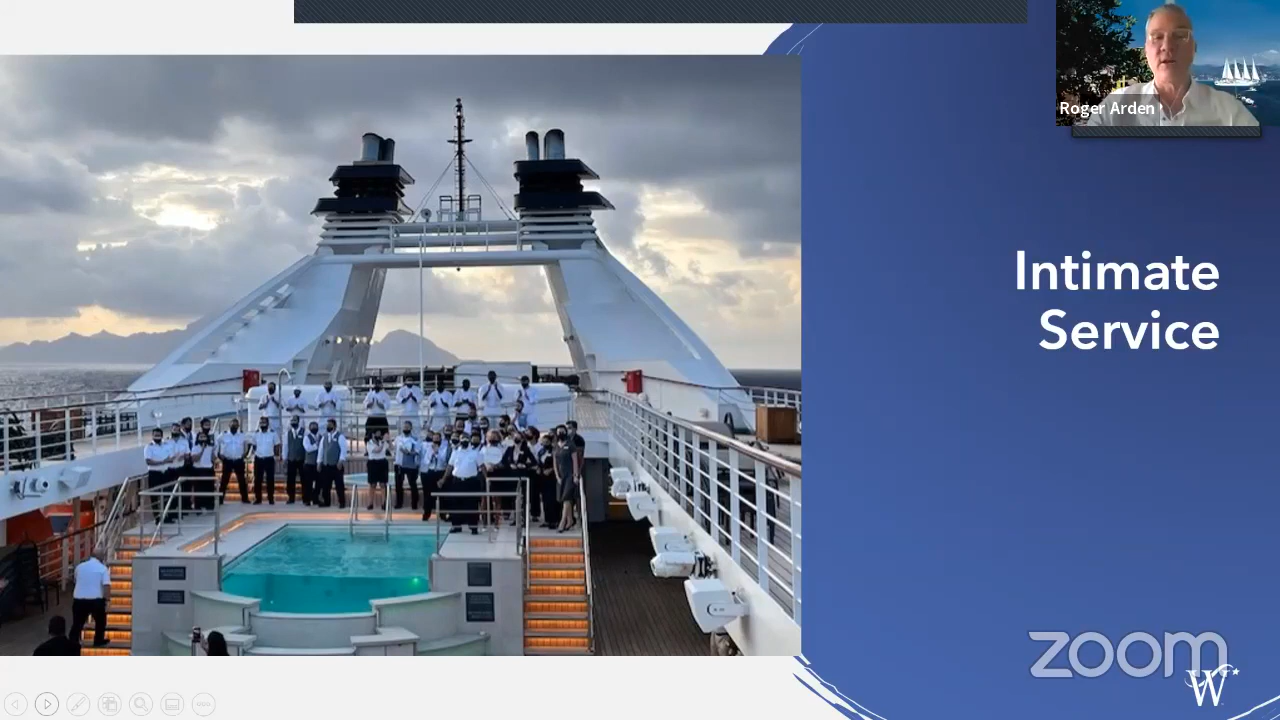 Roger Arden
Intimate
Service
zoom
W